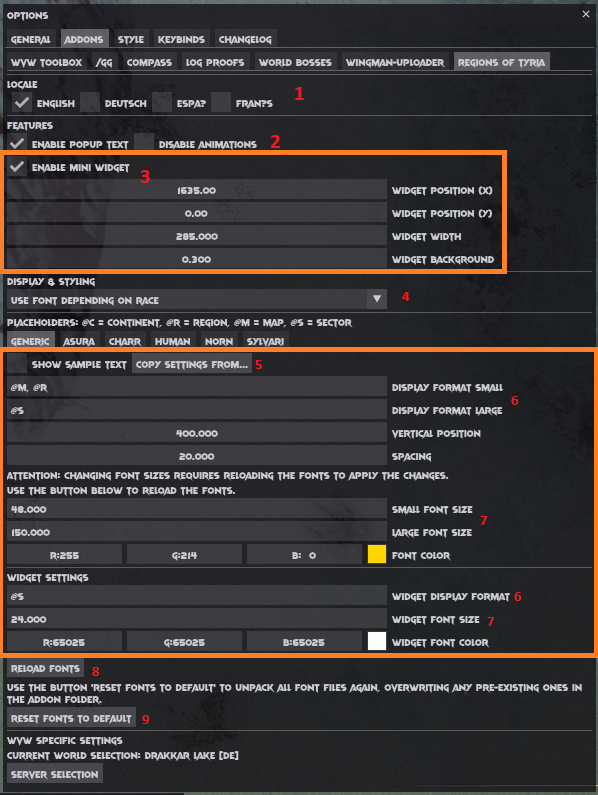 OPTIONS
GENERAL ADDONS STYLE KEYBINDS CHANGELOG
WVW TOOLBOX /GG COMPASS LOG PROOFS WORLD BOSSES WINGMAN-UPLOADER REGIONS OF TYRIA
LOCALE
ENGLISH DEUTSCH ESPA? FRAN?S 1
FEATURES
ENABLE POPUP TEXT DISABLE ANIMATIONS 2
ENABLE MINI WIDGET 3
1635.00 WIDGET POSITION (X)
0.00 WIDGET POSITION (Y)
285.000 WIDGET WIDTH
0.300 WIDGET BACKGROUND
DISPLAY & STYLING
USE FONT DEPENDING ON RACE 4
PLACEHOLDERS: @C = CONTINENT, @R = REGION, @M = MAP, @S = SECTOR
GENERIC ASURA CHARR HUMAN NORN SYLVARI
SHOW SAMPLE TEXT COPY SETTINGS FROM... 5
@M, @R DISPLAY FORMAT SMALL
@S DISPLAY FORMAT LARGE 6
400.000 VERTICAL POSITION
20.000 SPACING
ATTENTION: CHANGING FONT SIZES REQUIRES RELOADING THE FONTS TO APPLY THE CHANGES.
USE THE BUTTON BELOW TO RELOAD THE FONTS.
48.000 SMALL FONT SIZE
150.000 LARGE FONT SIZE 7
R:255 G:214 B: 0 FONT COLOR
WIDGET SETTINGS
@S WIDGET DISPLAY FORMAT 6
24.000 WIDGET FONT SIZE 7
R:65025 G:65025 B:65025 WIDGET FONT COLOR
RELOAD FONTS 8
USE THE BUTTON 'RESET FONTS TO DEFAULT' TO UNPACK ALL FONT FILES AGAIN, OVERWRITING ANY PRE-EXISTING ONES IN
THE ADDON FOLDER.
RESET FONTS TO DEFAULT 9
WVW SPECIFIC SETTINGS
CURRENT WORLD SELECTION: DRAKKAR LAKE [DE]
SERVER SELECTION